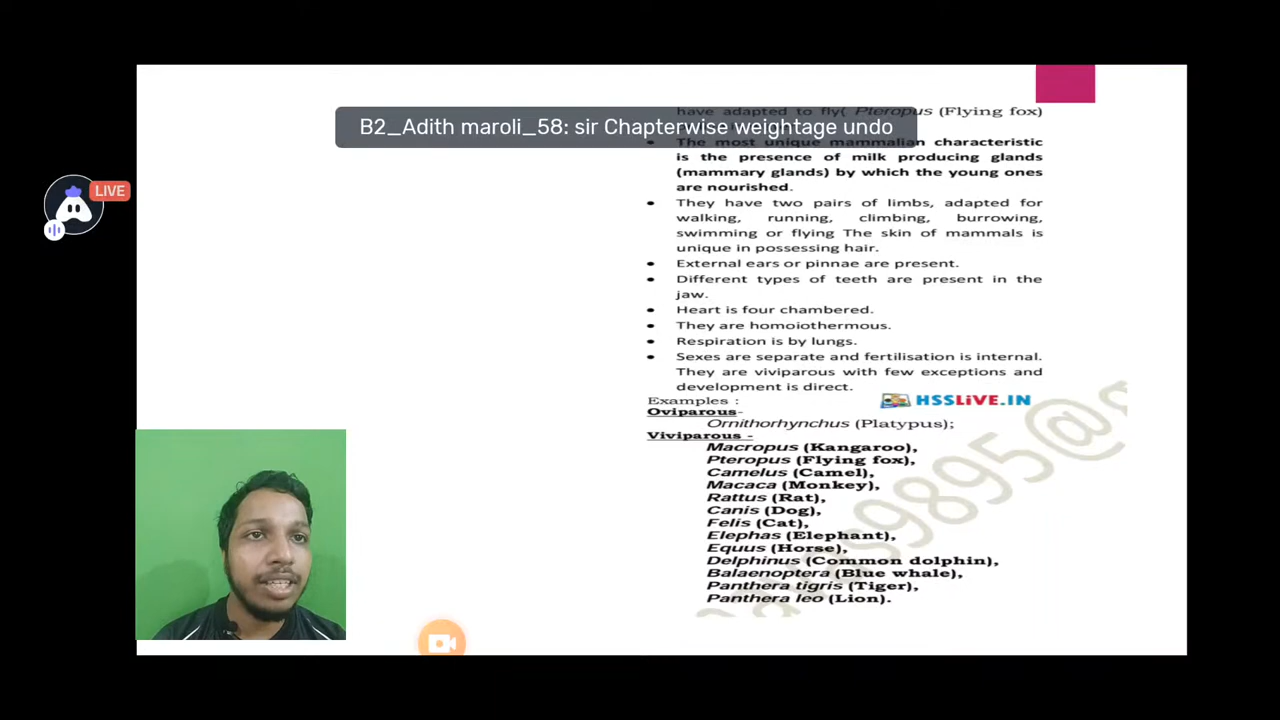 B2_Adith maroli_58: sir Chapterwise weightage undo
have adapted to fly( Pteropus (Flying fox)
• The most unique mammalian characteristic
is the presence of milk producing glands
(mammary glands) by which the young ones
are nourished.
• They have two pairs of limbs, adapted for
walking, running, climbing, burrowing,
swimming or flying The skin of mammals is
unique in possessing hair.
• External ears or pinnae are present.
• Different types of teeth are present in the
jaw.
• Heart is four chambered.
• They are homoiothermous.
• Respiration is by lungs.
• Sexes are separate and fertilisation is internal.
They are viviparous with few exceptions and
development is direct.
Examples :
HSSLiVE.IN
Oviparous-
Ornithorhynchus (Platypus);
Viviparous -
Macropus (Kangaroo),
Pteropus (Flying fox),
Camelus (Camel),
Macaca (Monkey),
Rattus (Rat),
Canis (Dog),
Felis (Cat),
Elephas (Elephant),
Equus (Horse),
Delphinus (Common dolphin),
Balaenoptera (Blue whale),
Panthera tigris (Tiger),
Panthera leo (Lion).
LIVE